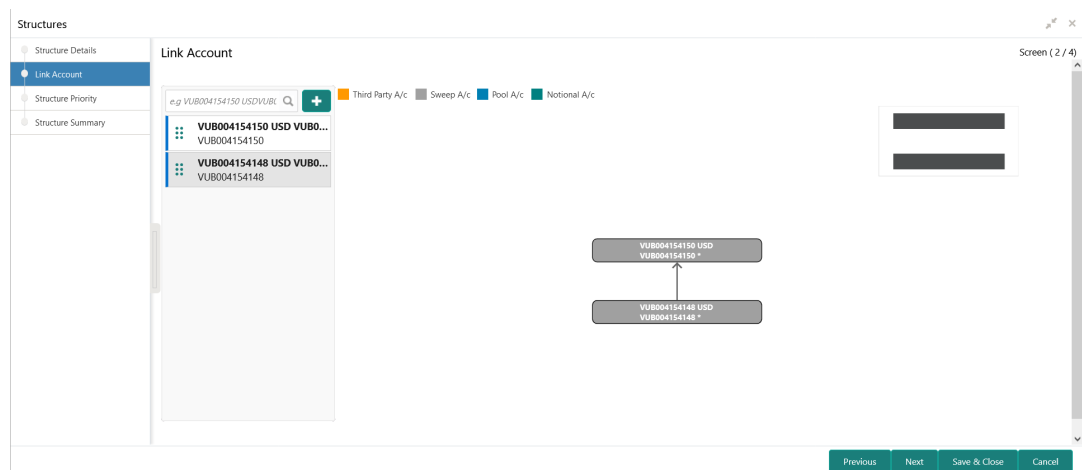 Structures
Structure Details
Link Account
Structure Priority
Structure Summary
Link Account
Screen ( 2 / 4)
e.g VUB004154150 USDVUBL
Third Party A/c
Sweep A/c
Pool A/c
Notional A/c
VUB004154150 USD VUB0...
VUB004154150
VUB004154148 USD VUB0...
VUB004154148
VUB004154150 USD
VUB004154150 *
VUB004154148 USD
VUB004154148 *
Previous
Next
Save & Close
Cancel